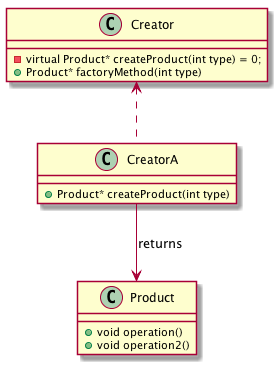 C Creator
virtual Product* createProduct(int type) = 0;
Product* factoryMethod(int type)
C CreatorA
Product* createProduct(int type)
returns
C Product
void operation()
void operation2()